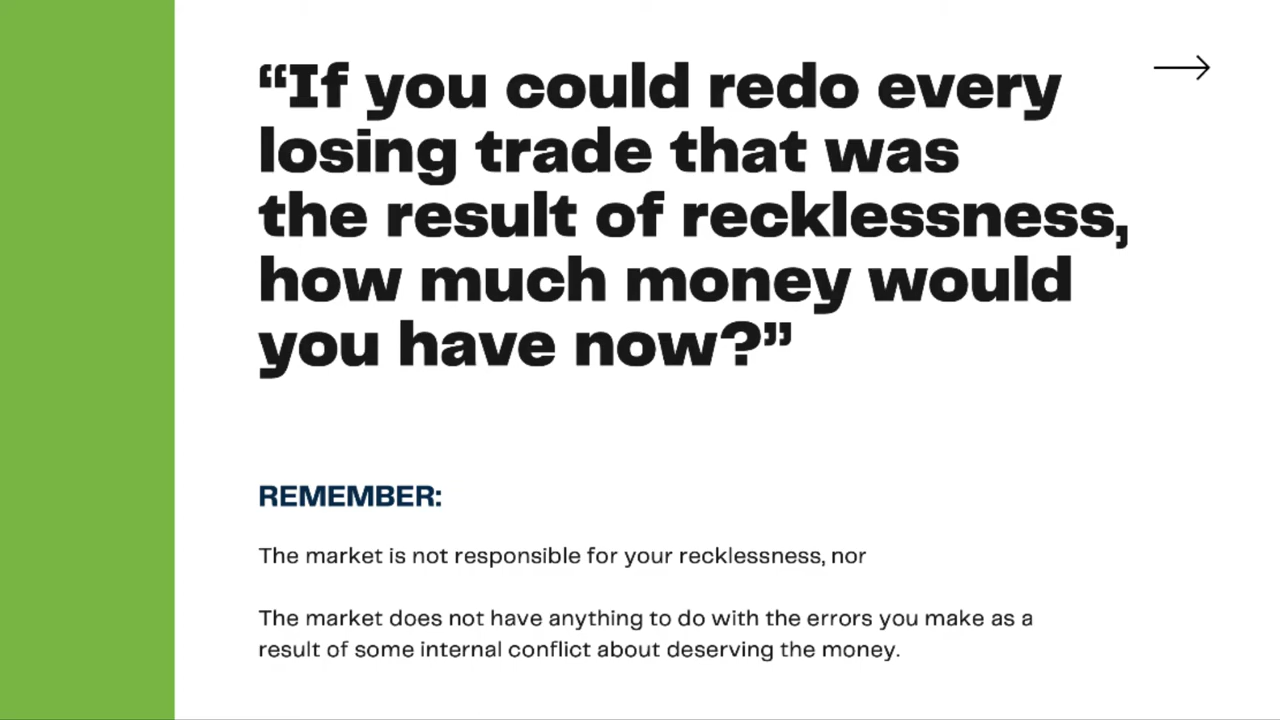 “If you could redo every
losing trade that was
the result of recklessness,
how much money would
you have now?”
REMEMBER:
The market is not responsible for your recklessness, nor
The market does not have anything to do with the errors you make as a
result of some internal conflict about deserving the money.